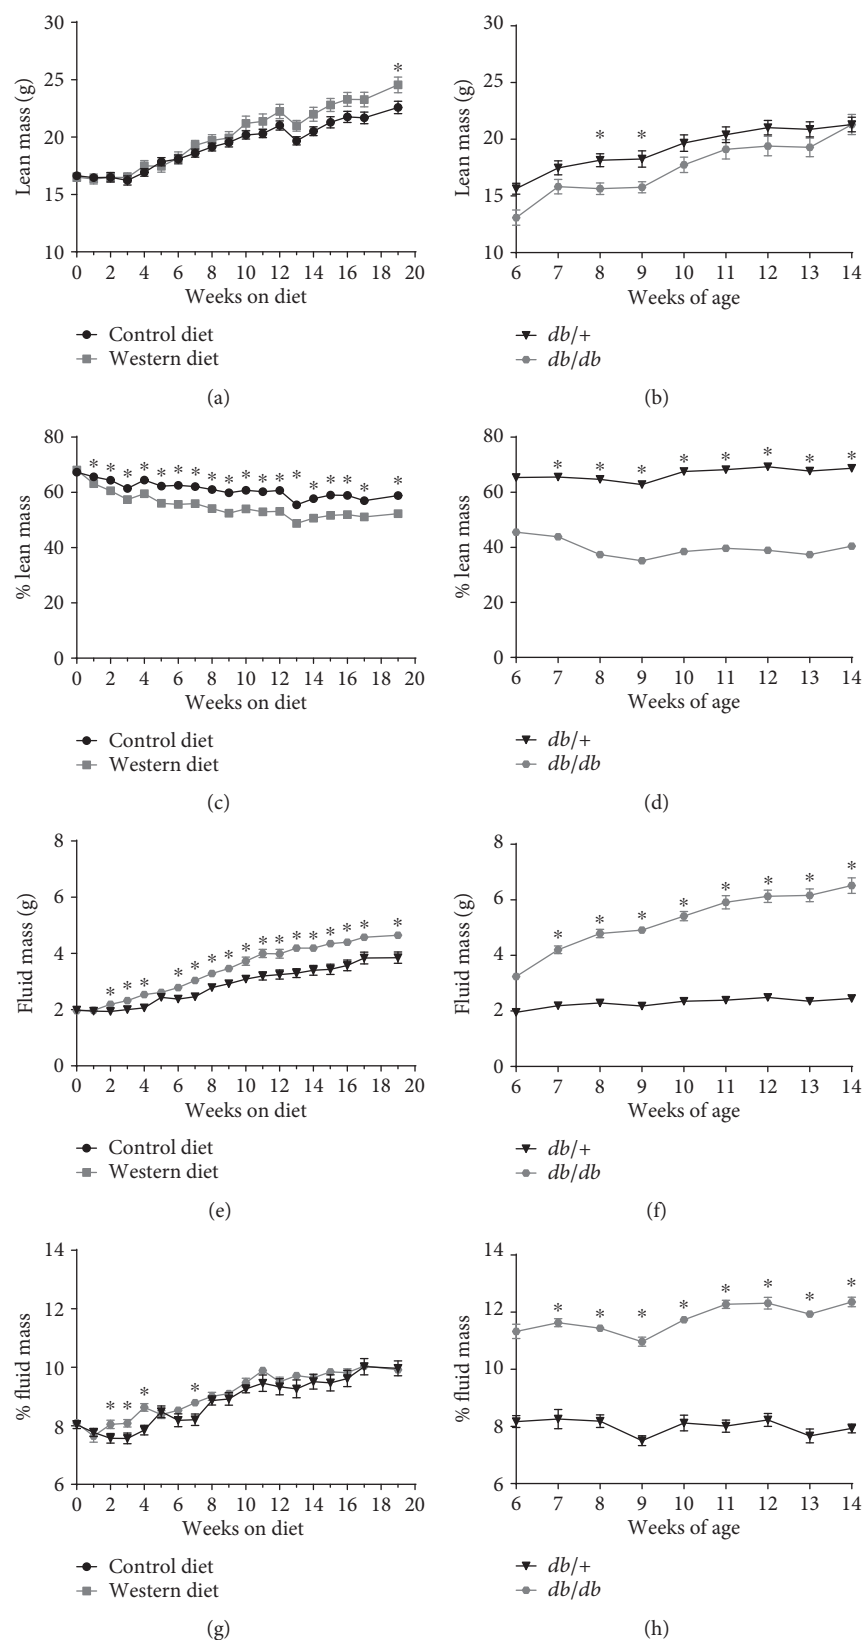 30
25
20
15
10
Lean mass (g)
*
0 2 4 6 8 10 12 14 16 18 20
Weeks on diet
Control diet
Western diet
(a)
30
25
20
15
10
Lean mass (g)
* *
6 7 8 9 10 11 12 13 14
Weeks of age
db/+
db/db
(b)
80
60
40
20
0
% lean mass
* * * * * * * * * * * * * * * * * *
0 2 4 6 8 10 12 14 16 18 20
Weeks on diet
Control diet
Western diet
(c)
80
60
40
20
0
% lean mass
* * * * * * * *
6 7 8 9 10 11 12 13 14
Weeks of age
db/+
db/db
(d)
8
6
4
2
0
Fluid mass (g)
* * * * * * * * * * * * * * * *
0 2 4 6 8 10 12 14 16 18 20
Weeks on diet
Control diet
Western diet
(e)
8
6
4
2
0
Fluid mass (g)
* * * * * * * *
6 7 8 9 10 11 12 13 14
Weeks of age
db/+
db/db
(f)
14
12
10
8
6
% fluid mass
* * * *
0 2 4 6 8 10 12 14 16 18 20
Weeks on diet
Control diet
Western diet
(g)
14
12
10
8
6
% fluid mass
* * * * * * * *
6 7 8 9 10 11 12 13 14
Weeks of age
db/+
db/db
(h)